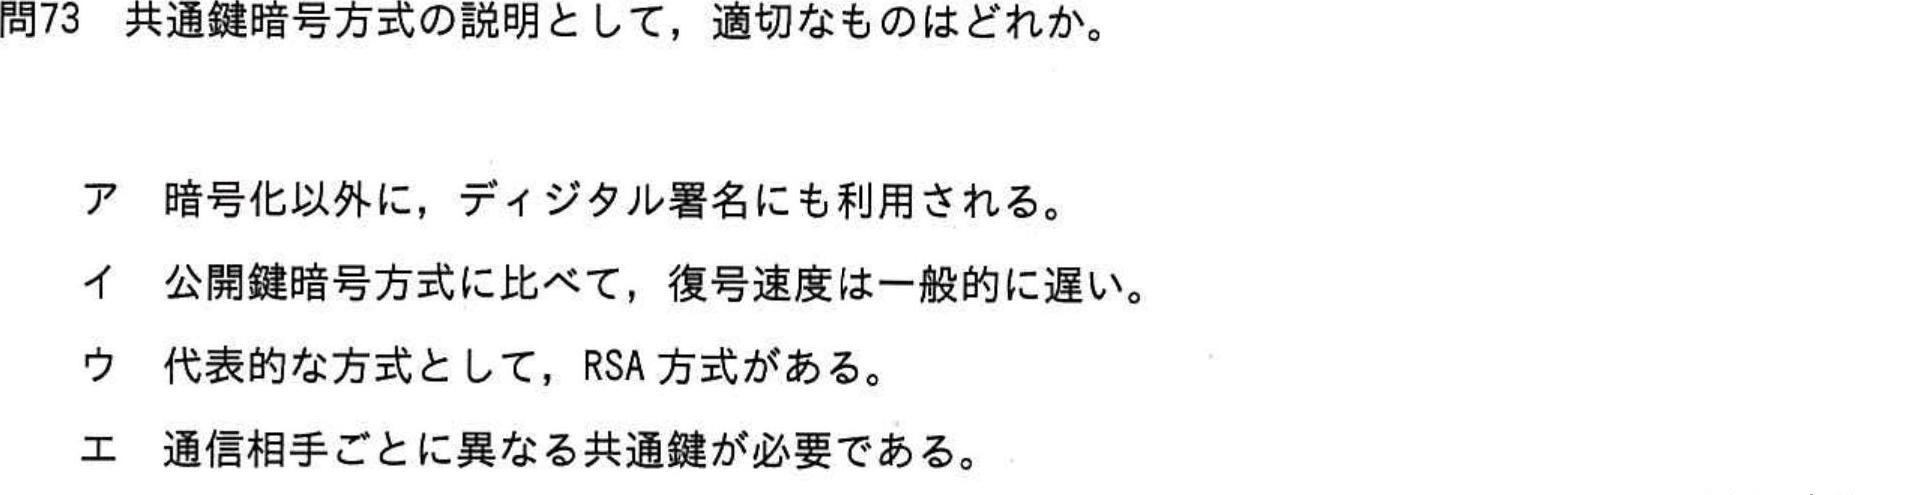 問73　共通鍵暗号方式の説明として，適切なものはどれか。
ア　暗号化以外に，ディジタル署名にも利用される。
イ　公開鍵暗号方式に比べて，復号速度は一般的に遅い。
ウ　代表的な方式として，RSA 方式がある。
エ　通信相手ごとに異なる共通鍵が必要である。